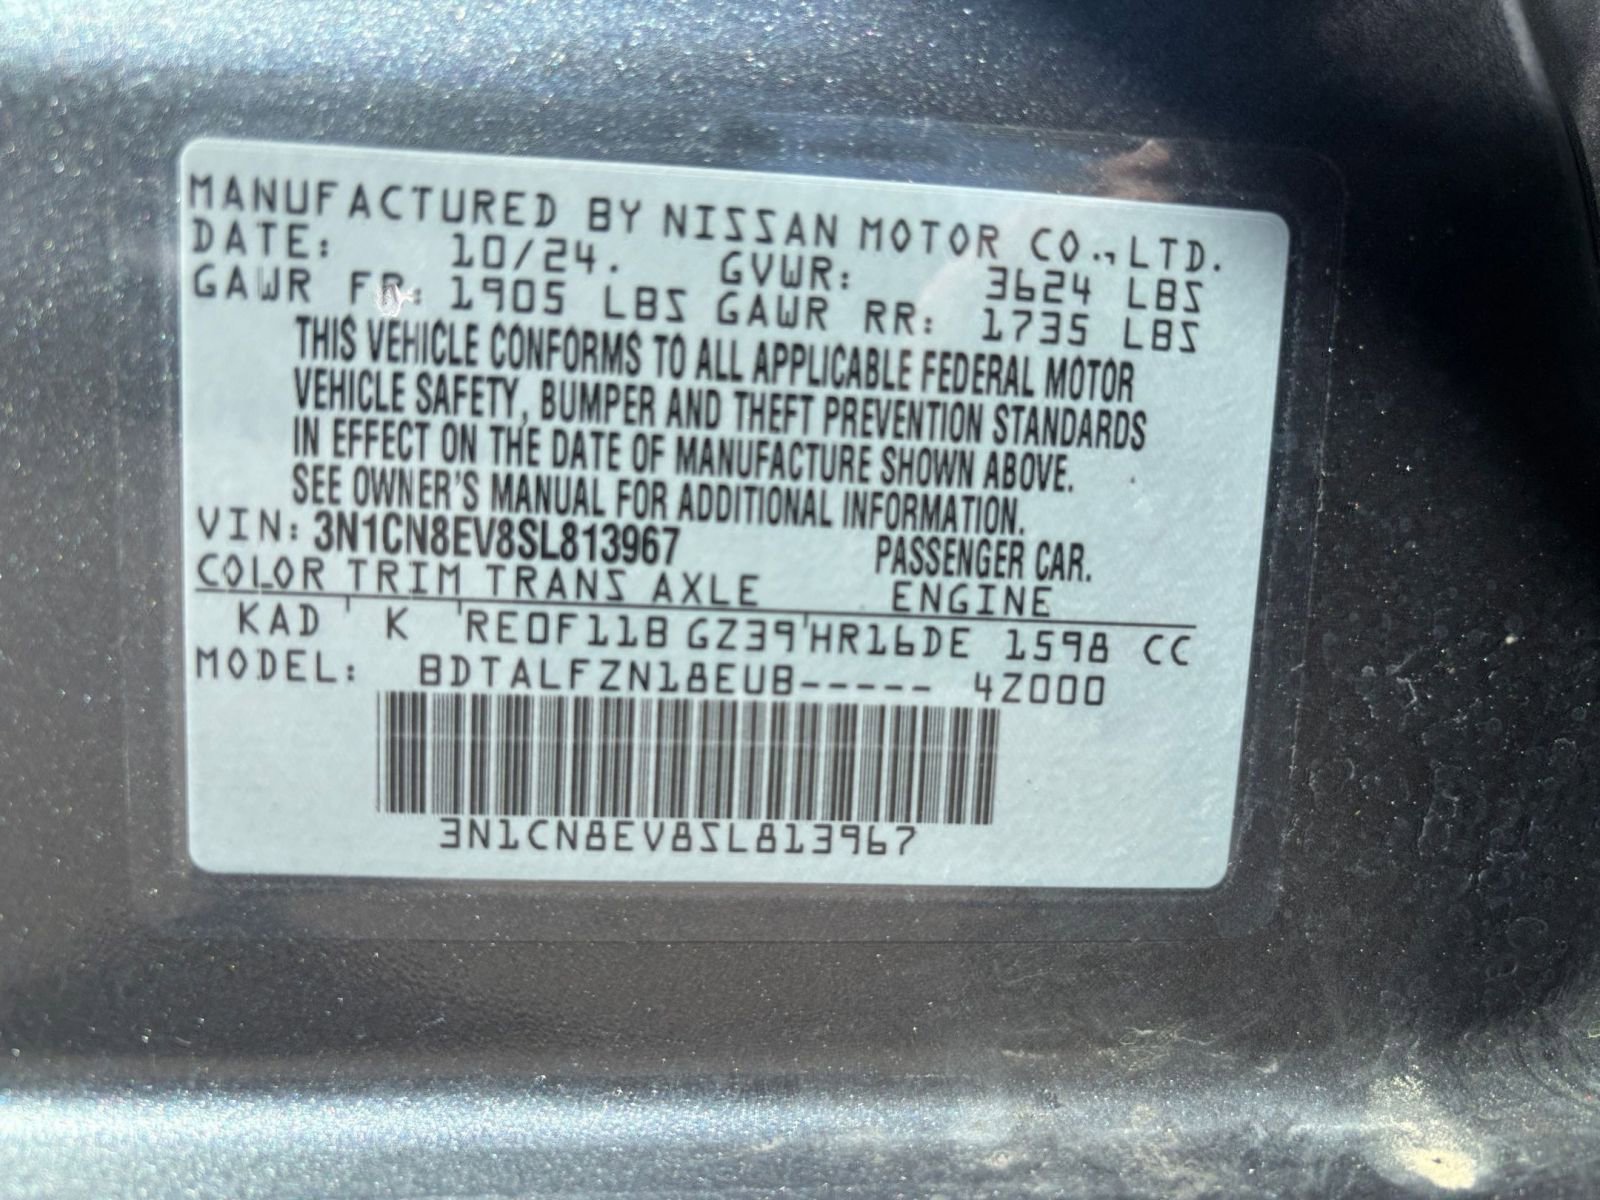 MANUFACTURED BY NISSAN MOTOR CO., LTD.
DATE: 10/24. GVWR: 3624 LBS
GAWR FR: 1905 LBS GAWR RR: 1735 LBS
THIS VEHICLE CONFORMS TO ALL APPLICABLE FEDERAL MOTOR
VEHICLE SAFETY, BUMPER AND THEFT PREVENTION STANDARDS
IN EFFECT ON THE DATE OF MANUFACTURE SHOWN ABOVE.
SEE OWNER'S MANUAL FOR ADDITIONAL INFORMATION.
VIN: 3N1CN8EV8SL813967 PASSENGER CAR.
COLOR TRIM TRANS AXLE ENGINE
KAD K RE0F11B GZ39 HR16DE 1598 CC
MODEL: BDTALFZN18EUB----- 4Z000
3N1CN8EV8SL813967